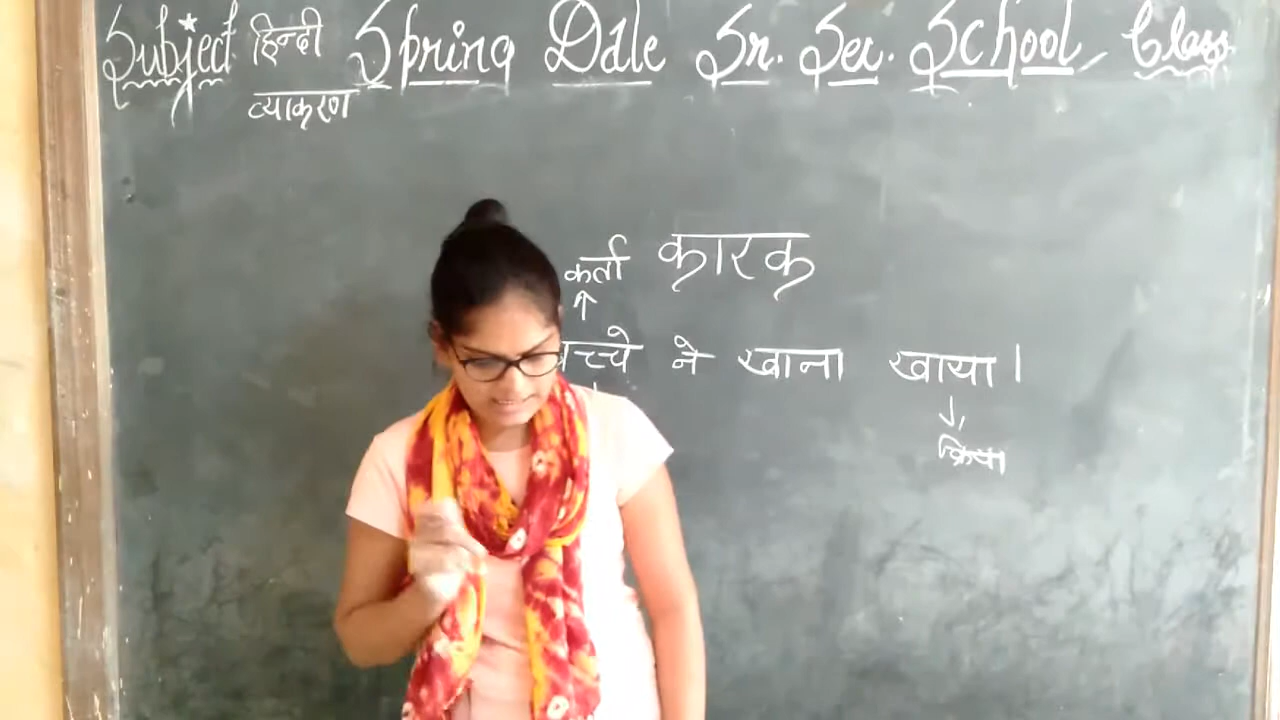 Subject हिन्दी Spring Dale Sr. Sec. School, Class
व्याकरण
कर्ता कारक
बच्चे ने खाना खाया।
क्रिया